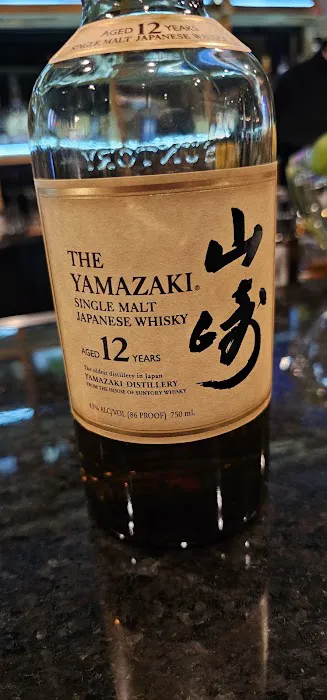 AGED 12 YEARS
SINGLE MALT JAPANESE WHISKY
THE
YAMAZAKI®
SINGLE MALT
JAPANESE WHISKY
AGED 12 YEARS
The oldest distillery in Japan
YAMAZAKI DISTILLERY
FROM THE HOUSE OF SUNTORY WHISKY
43% ALC/VOL (86 PROOF) 750 mL
山崎